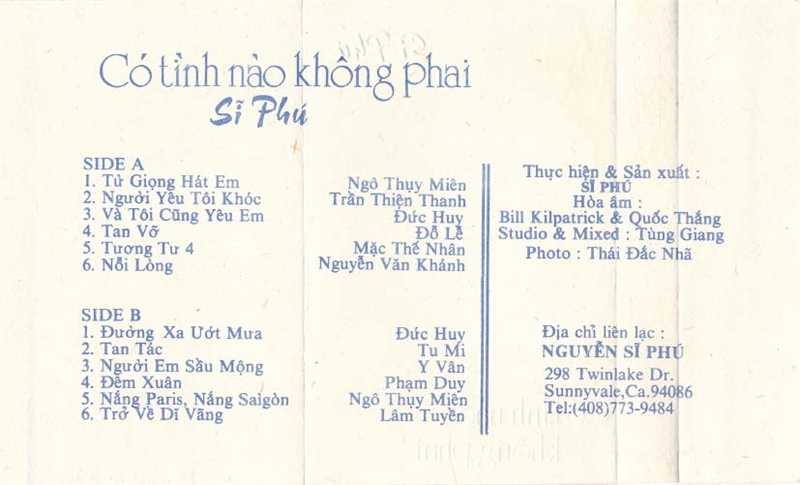 Có tình nào không phai
Sĩ Phú
SIDE A
1. Từ Giọng Hát Em Ngô Thụy Miên
2. Người Yêu Tôi Khóc Trần Thiện Thanh
3. Và Tôi Cũng Yêu Em Đức Huy
4. Tan Vỡ Đỗ Lễ
5. Tương Tư 4 Mặc Thế Nhân
6. Nỗi Lòng Nguyễn Văn Khánh
SIDE B
1. Đường Xa Ướt Mưa Đức Huy
2. Tan Tác Tu Mi
3. Người Em Sầu Mộng Y Vân
4. Đêm Xuân Phạm Duy
5. Nắng Paris, Nắng Saigòn Ngô Thụy Miên
6. Trở Về Dĩ Vãng Lâm Tuyền
Thực hiện & Sản xuất :
SĨ PHÚ
Hòa âm :
Bill Kilpatrick & Quốc Thắng
Studio & Mixed : Tùng Giang
Photo : Thái Đắc Nhã
Địa chỉ liên lạc :
NGUYỄN SĨ PHÚ
298 Twinlake Dr.
Sunnyvale,Ca.94086
Tel:(408)773-9484